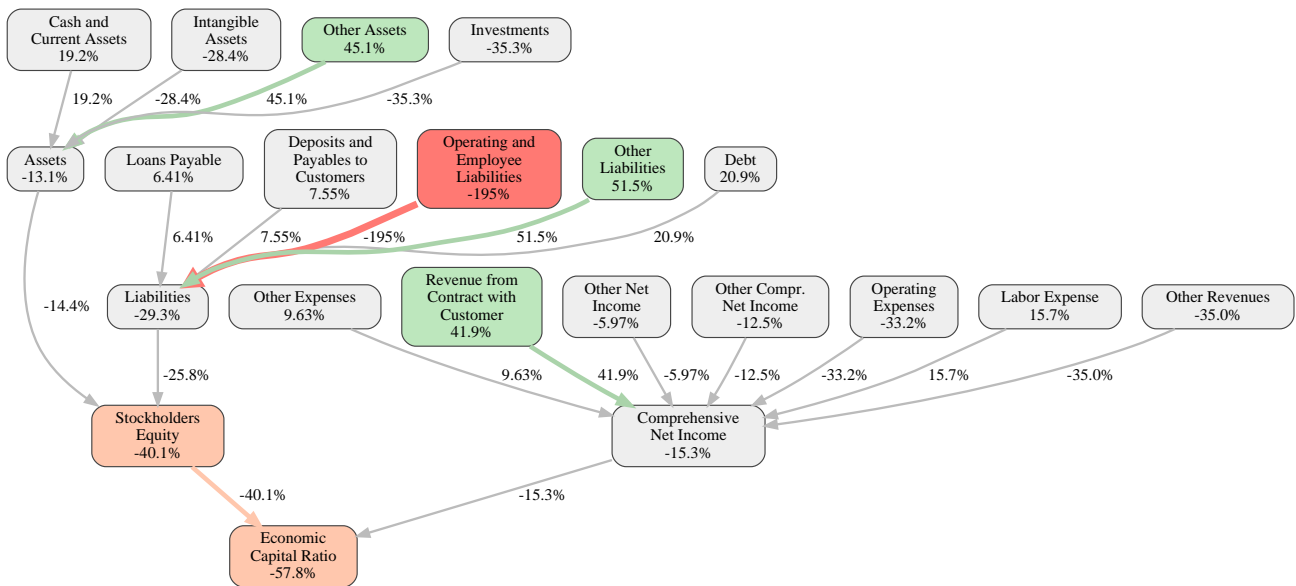 Cash and
Current Assets
19.2%
Intangible
Assets
-28.4%
Other Assets
45.1%
Investments
-35.3%
19.2%
-28.4%
45.1%
-35.3%
Assets
-13.1%
Loans Payable
6.41%
Deposits and
Payables to
Customers
7.55%
Operating and
Employee
Liabilities
-195%
Other
Liabilities
51.5%
Debt
20.9%
6.41%
7.55%
-195%
51.5%
20.9%
-14.4%
Liabilities
-29.3%
Other Expenses
9.63%
Revenue from
Contract with
Customer
41.9%
Other Net
Income
-5.97%
Other Compr.
Net Income
-12.5%
Operating
Expenses
-33.2%
Labor Expense
15.7%
Other Revenues
-35.0%
-25.8%
9.63%
41.9%
-5.97%
-12.5%
-33.2%
15.7%
-35.0%
Stockholders
Equity
-40.1%
Comprehensive
Net Income
-15.3%
-40.1%
-15.3%
Economic
Capital Ratio
-57.8%